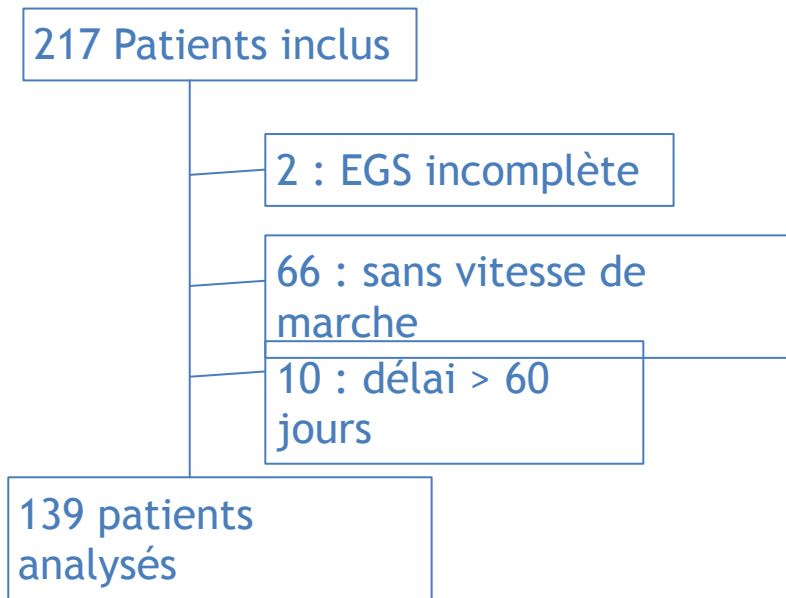 217 Patients inclus
2 : EGS incomplète
66 : sans vitesse de
marche
10 : délai > 60
jours
139 patients
analysés